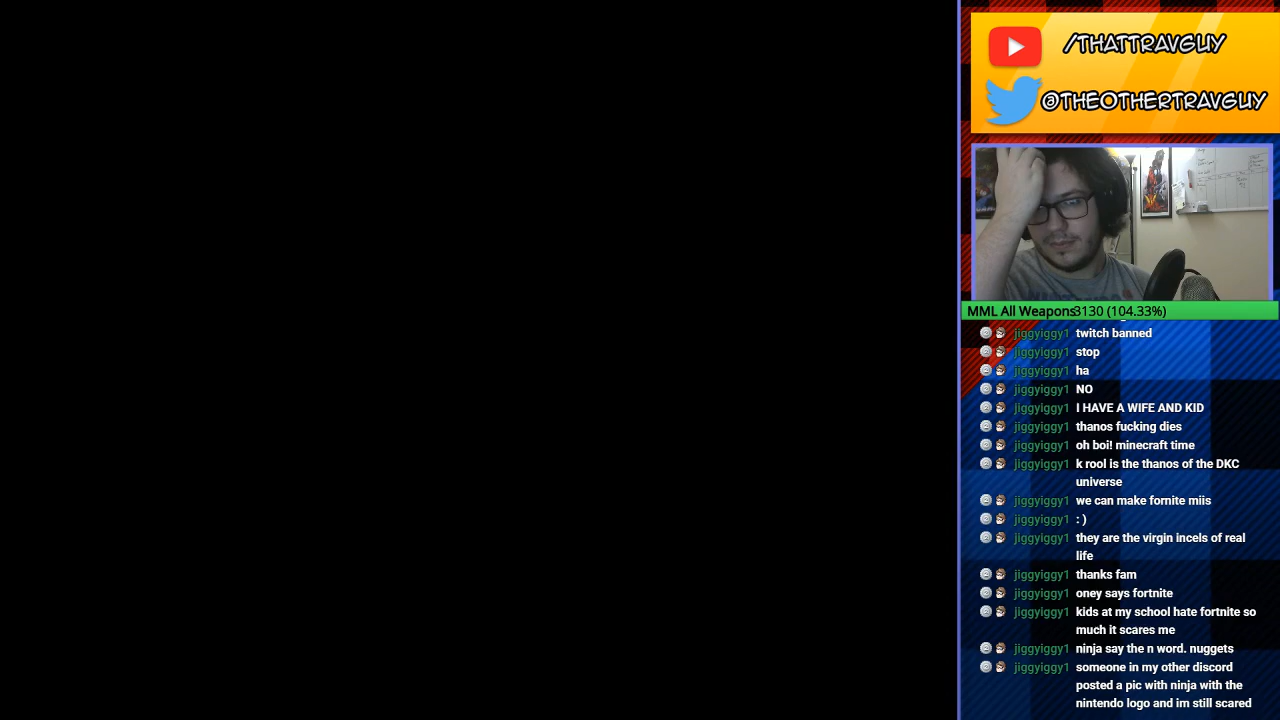 /THATTRAVGUY
@THEOTHERTRAVGUY
MML All Weapons3130 (104.33%)
jiggyiggy1 twitch banned
jiggyiggy1 stop
jiggyiggy1 ha
jiggyiggy1 NO
jiggyiggy1 I HAVE A WIFE AND KID
jiggyiggy1 thanos fucking dies
jiggyiggy1 oh boi! minecraft time
jiggyiggy1 k rool is the thanos of the DKC
universe
jiggyiggy1 we can make fornite miis
jiggyiggy1 : )
jiggyiggy1 they are the virgin incels of real
life
jiggyiggy1 thanks fam
jiggyiggy1 oney says fortnite
jiggyiggy1 kids at my school hate fortnite so
much it scares me
jiggyiggy1 ninja say the n word. nuggets
jiggyiggy1 someone in my other discord
posted a pic with ninja with the
nintendo logo and im still scared